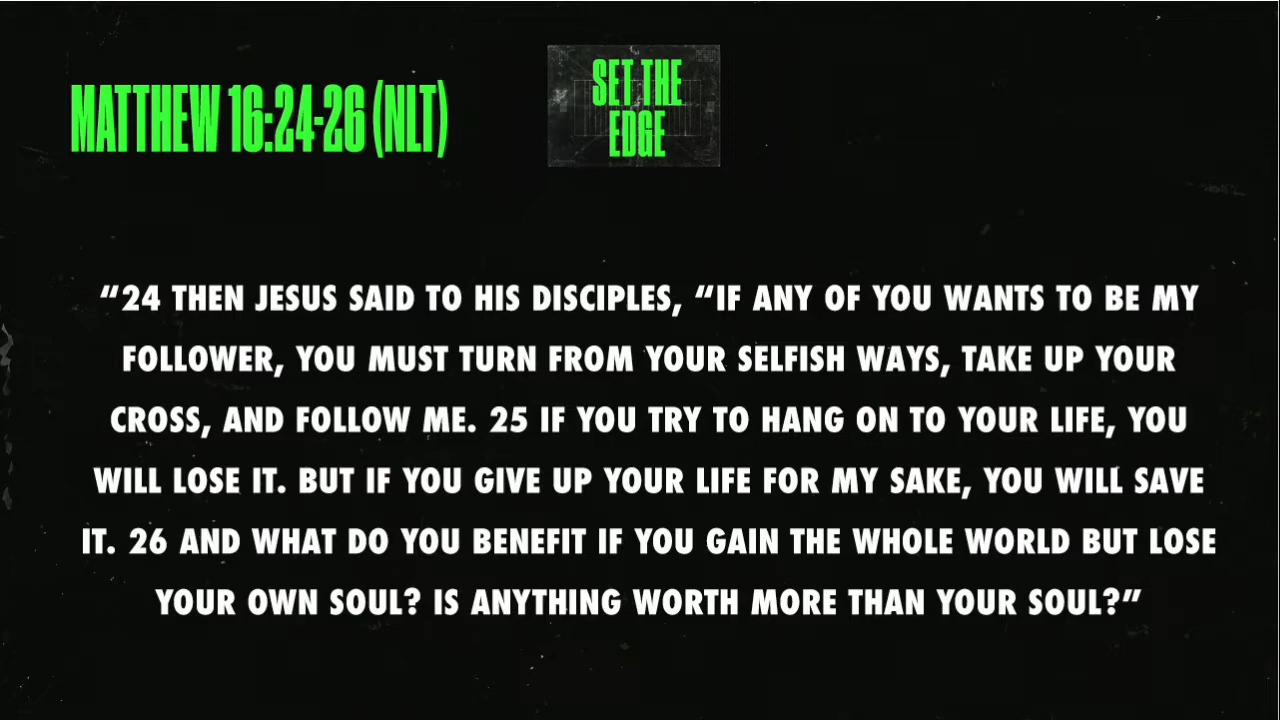 MATTHEW 16:24-26 (NLT)
SET THE
EDGE
“24 THEN JESUS SAID TO HIS DISCIPLES, “IF ANY OF YOU WANTS TO BE MY
FOLLOWER, YOU MUST TURN FROM YOUR SELFISH WAYS, TAKE UP YOUR
CROSS, AND FOLLOW ME. 25 IF YOU TRY TO HANG ON TO YOUR LIFE, YOU
WILL LOSE IT. BUT IF YOU GIVE UP YOUR LIFE FOR MY SAKE, YOU WILL SAVE
IT. 26 AND WHAT DO YOU BENEFIT IF YOU GAIN THE WHOLE WORLD BUT LOSE
YOUR OWN SOUL? IS ANYTHING WORTH MORE THAN YOUR SOUL?”